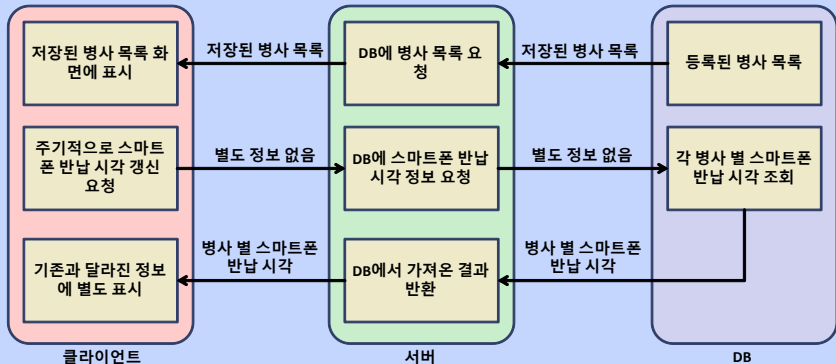 저장된 병사 목록 화
면에 표시
저장된 병사 목록
DB에 병사 목록 요
청
저장된 병사 목록
등록된 병사 목록
주기적으로 스마트
폰 반납 시각 갱신
요청
별도 정보 없음
DB에 스마트폰 반납
시각 정보 요청
별도 정보 없음
각 병사 별 스마트폰
반납 시각 조회
기존과 달라진 정보
에 별도 표시
병사 별 스마트폰
반납 시각
DB에서 가져온 결과
반환
병사 별 스마트폰
반납 시각
클라이언트
서버
DB